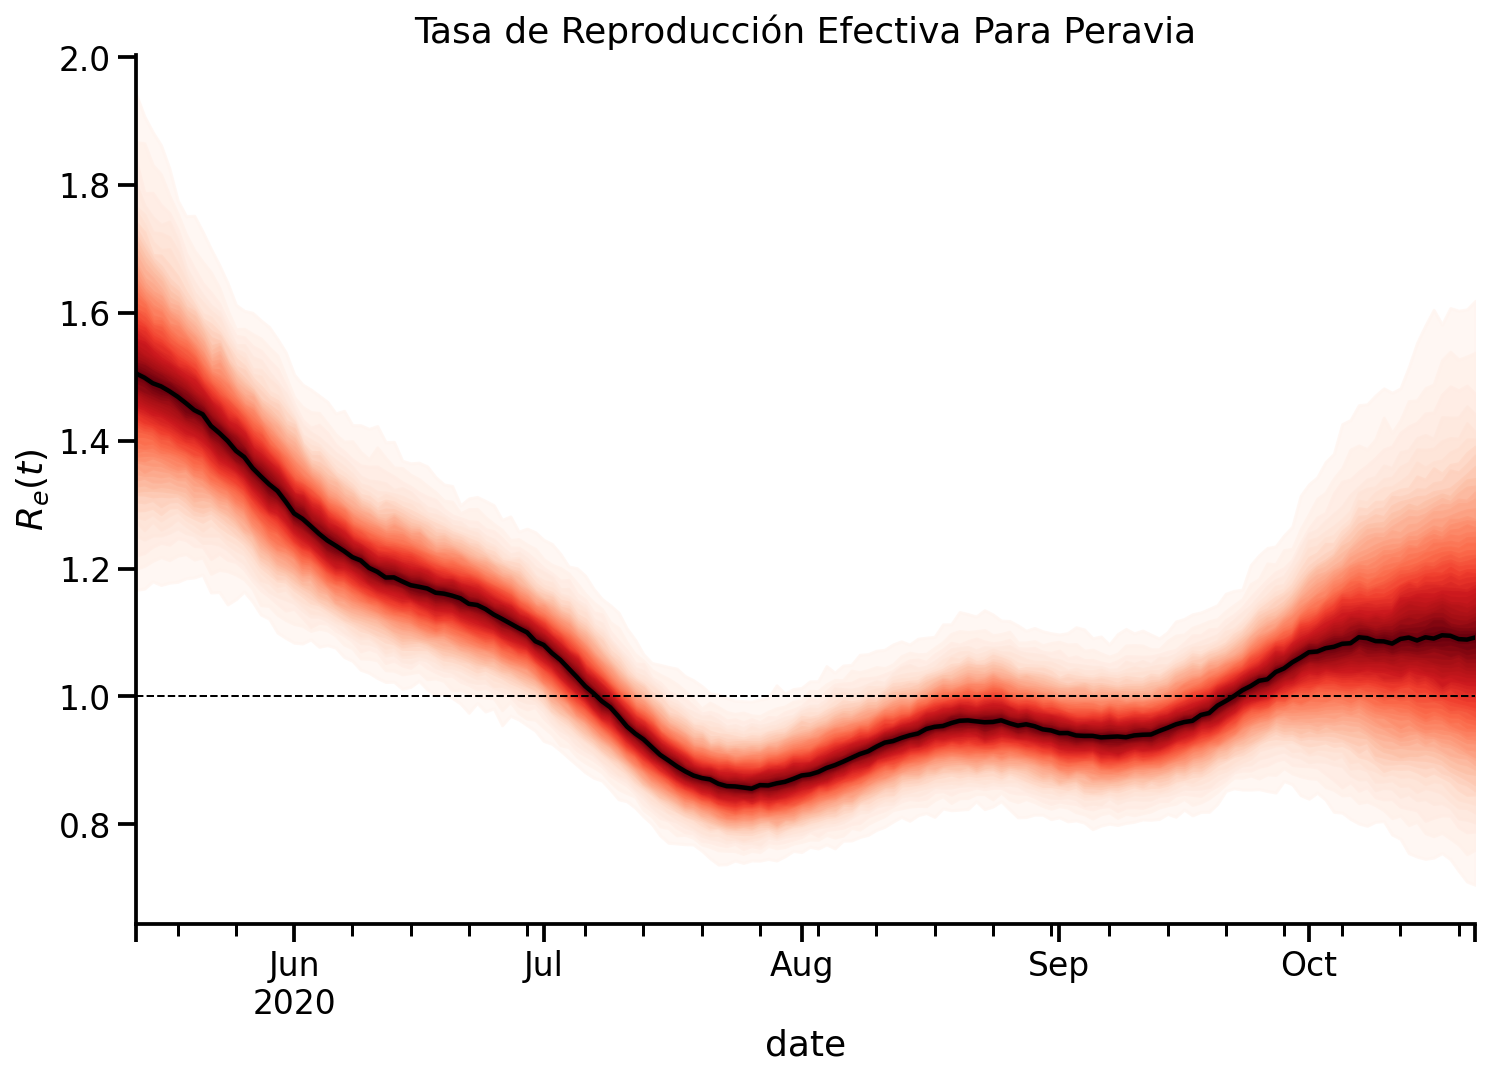 Tasa de Reproducción Efectiva Para Peravia
2.0
1.8
1.6
1.4
1.2
1.0
0.8
R_e(t)
Jun
2020
Jul
Aug
Sep
Oct
date